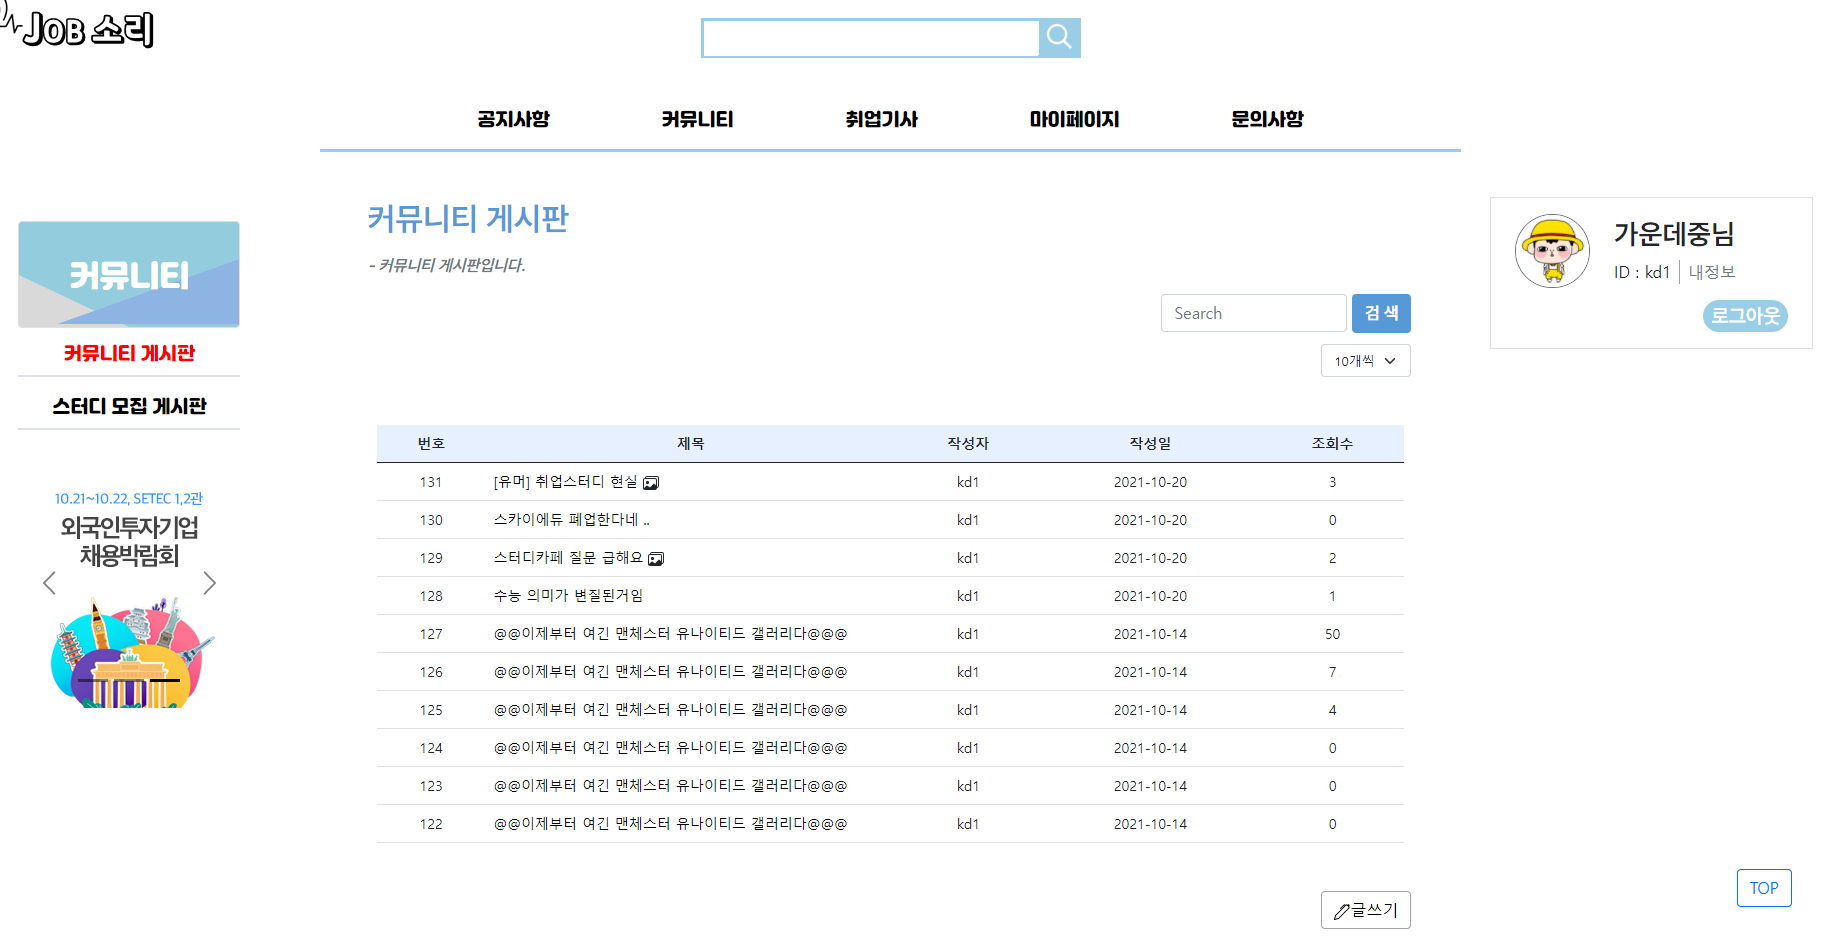 JOB 소리
공지사항 커뮤니티 취업기사 마이페이지 문의사항
커뮤니티
커뮤니티 게시판
스터디 모집 게시판
10.21~10.22, SETEC 1,2관
외국인투자기업
채용박람회
커뮤니티 게시판
- 커뮤니티 게시판입니다.
Search 검색
10개씩
번호 제목 작성자 작성일 조회수
131 [유머] 취업스터디 현실 kd1 2021-10-20 3
130 스카이에듀 폐업한다네 .. kd1 2021-10-20 0
129 스터디카페 질문 급해요 kd1 2021-10-20 2
128 수능 의미가 변질된거임 kd1 2021-10-20 1
127 @@이제부터 여긴 맨체스터 유나이티드 갤러리다@@@ kd1 2021-10-14 50
126 @@이제부터 여긴 맨체스터 유나이티드 갤러리다@@@ kd1 2021-10-14 7
125 @@이제부터 여긴 맨체스터 유나이티드 갤러리다@@@ kd1 2021-10-14 4
124 @@이제부터 여긴 맨체스터 유나이티드 갤러리다@@@ kd1 2021-10-14 0
123 @@이제부터 여긴 맨체스터 유나이티드 갤러리다@@@ kd1 2021-10-14 0
122 @@이제부터 여긴 맨체스터 유나이티드 갤러리다@@@ kd1 2021-10-14 0
글쓰기
가운데중님
ID : kd1 내정보
로그아웃
TOP